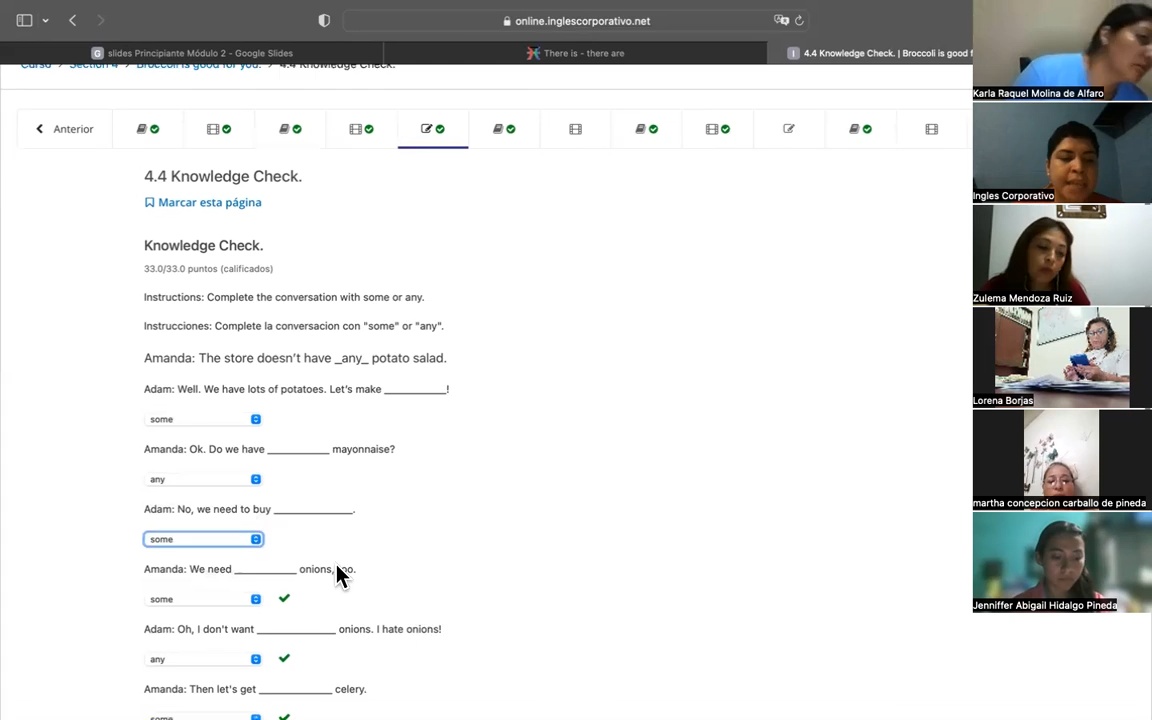 online.inglescorporativo.net
G slides Principiante Módulo 2 - Google Slides
There is - there are
I 4.4 Knowledge Check. | Broccoli is good f
Curso > Section 4 > Broccoli is good for you. > 4.4 Knowledge Check.
Anterior
4.4 Knowledge Check.
Marcar esta página
Knowledge Check.
33.0/33.0 puntos (calificados)
Instructions: Complete the conversation with some or any.
Instrucciones: Complete la conversacion con "some" or "any".
Amanda: The store doesn't have _any_ potato salad.
Adam: Well. We have lots of potatoes. Let's make ___________!
some
Amanda: Ok. Do we have ___________ mayonnaise?
any
Adam: No, we need to buy ______________.
some
Amanda: We need ___________ onions, too.
some
Adam: Oh, I don't want ______________ onions. I hate onions!
any
Amanda: Then let's get _____________ celery.
some
Karla Raquel Molina de Alfaro
Ingles Corporativo
Zulema Mendoza Ruiz
Lorena Borjas
martha concepcion carballo de pineda
Jenniffer Abigail Hidalgo Pineda